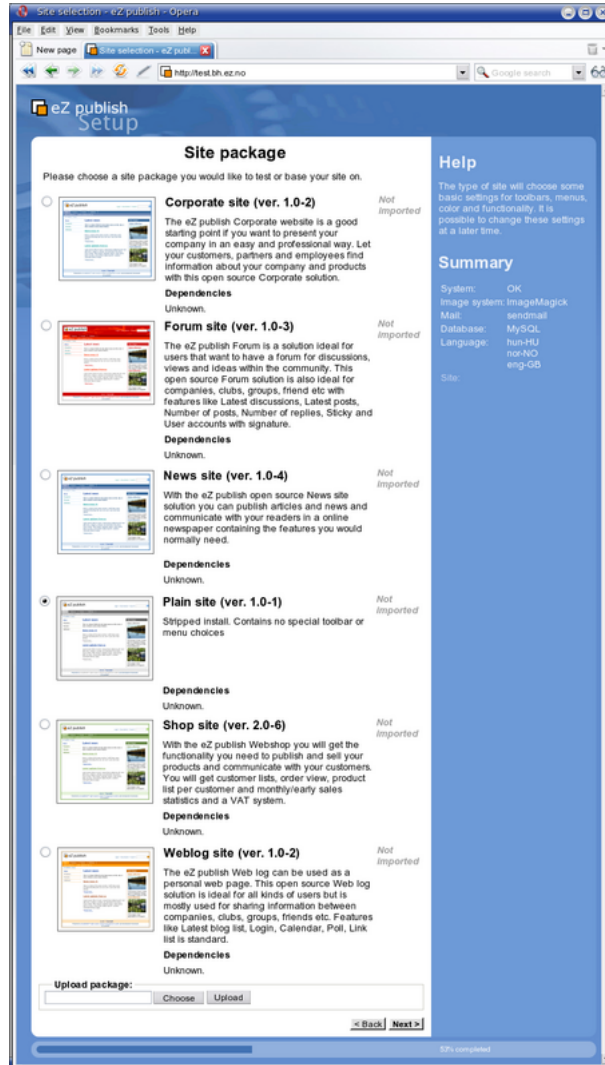 Site selection - eZ publish - Opera
File Edit View Bookmarks Tools Help
New page
Site selection - eZ publ...
http://test.bh.ez.no
Google search
eZ publish
Setup
Site package
Please choose a site package you would like to test or base your site on.
Corporate site (ver. 1.0-2)
Not imported
The eZ publish Corporate website is a good
starting point if you want to present your
company in an easy and professional way. Let
your customers, partners and employees find
information about your company and products
with this open source Corporate solution.
Dependencies
Unknown.
Forum site (ver. 1.0-3)
Not imported
The eZ publish Forum is a solution ideal for
users that want to have a forum for discussions,
views and ideas within the community. This
open source Forum solution is also ideal for
companies, clubs, groups, friend etc with
features like Latest discussions, Latest posts,
Number of posts, Number of replies, Sticky and
User accounts with signature.
Dependencies
Unknown.
News site (ver. 1.0-4)
Not imported
With the eZ publish open source News site
solution you can publish articles and news and
communicate with your readers in a online
newspaper containing the features you would
normally need.
Dependencies
Unknown.
Plain site (ver. 1.0-1)
Not imported
Stripped install. Contains no special toolbar or
menu choices
Dependencies
Unknown.
Shop site (ver. 2.0-6)
Not imported
With the eZ publish Webshop you will get the
functionality you need to publish and sell your
products and communicate with your customers.
You will get customer lists, order view, product
list per customer and monthly/early sales
statistics and a VAT system.
Dependencies
Unknown.
Weblog site (ver. 1.0-2)
Not imported
The eZ publish Web log can be used as a
personal web page. This open source Web log
solution is ideal for all kinds of users but is
mostly used for sharing information between
companies, clubs, groups, friends etc. Features
like Latest blog list, Login, Calendar, Poll, Link
list is standard.
Dependencies
Unknown.
Upload package:
Choose Upload
< Back Next >
Help
The type of site will choose some
basic settings for toolbars, menus,
color and functionality. It is
possible to change these settings
at a later time.
Summary
System: OK
Image system: ImageMagick
Mail: sendmail
Database: MySQL
Language: hun-HU
nor-NO
eng-GB
Site:
53% completed